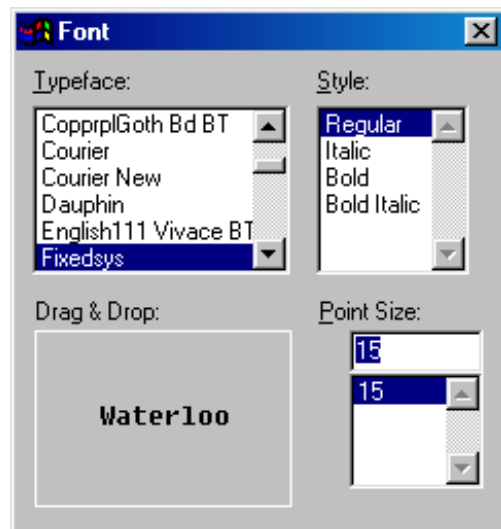 Font
Typeface:
CopprplGoth Bd BT
Courier
Courier New
Dauphin
English111 Vivace BT
Fixedsys
Style:
Regular
Italic
Bold
Bold Italic
Drag & Drop:
Waterloo
Point Size:
15
15